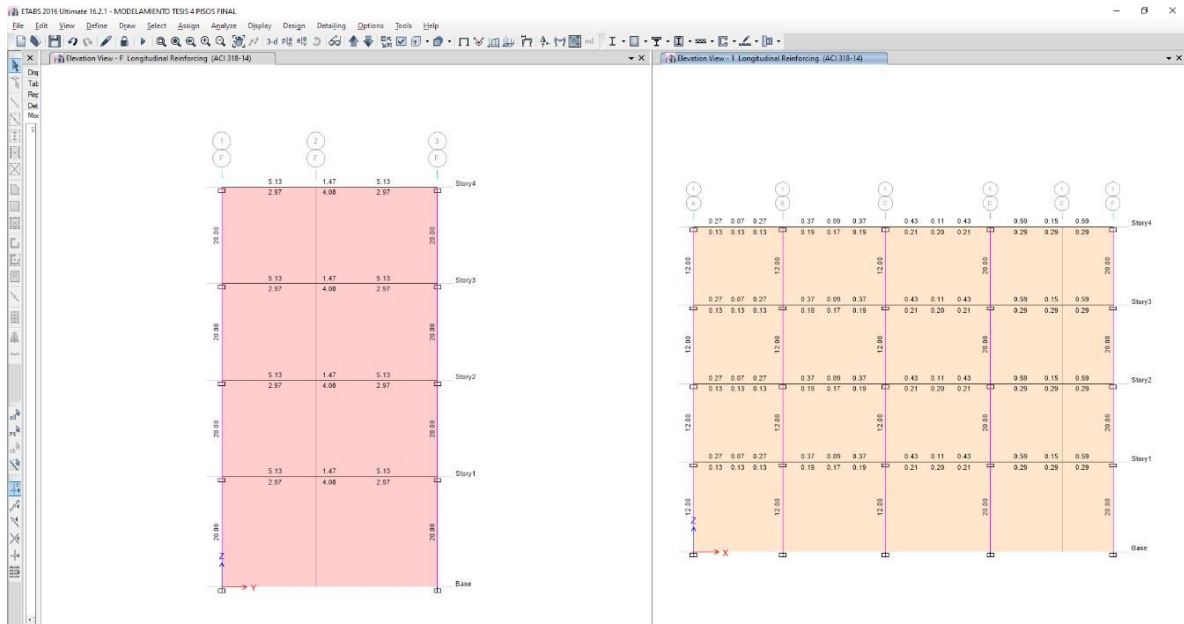 ETABS 2016 Ultimate 16.2.1 - MODELAMIENTO TESIS 4 PISOS FINAL
File Edit View Define Draw Select Assign Analyze Display Design Detailing Options Tools Help
Elevation View - F Longitudinal Reinforcing (ACI 318-14)
1 2 3
F F F
5.13 1.47 5.13 Story4
2.97 4.08 2.97
20.00 20.00
5.13 1.47 5.13 Story3
2.97 4.08 2.97
20.00 20.00
5.13 1.47 5.13 Story2
2.97 4.08 2.97
20.00 20.00
5.13 1.47 5.13 Story1
2.97 4.08 2.97
20.00 20.00
Z
Y
Base
Elevation View - 1 Longitudinal Reinforcing (ACI 318-14)
1 1 1 1 1 1
A B C D E F
0.27 0.07 0.27 0.37 0.09 0.37 0.43 0.11 0.43 0.59 0.15 0.59 Story4
0.13 0.13 0.13 0.19 0.17 0.19 0.21 0.20 0.21 0.29 0.29 0.29
12.00 12.00 12.00 20.00 20.00
0.27 0.07 0.27 0.37 0.09 0.37 0.43 0.11 0.43 0.59 0.15 0.59 Story3
0.13 0.13 0.13 0.19 0.17 0.19 0.21 0.20 0.21 0.29 0.29 0.29
12.00 12.00 12.00 20.00 20.00
0.27 0.07 0.27 0.37 0.09 0.37 0.43 0.11 0.43 0.59 0.15 0.59 Story2
0.13 0.13 0.13 0.19 0.17 0.19 0.21 0.20 0.21 0.29 0.29 0.29
12.00 12.00 12.00 20.00 20.00
0.27 0.07 0.27 0.37 0.09 0.37 0.43 0.11 0.43 0.59 0.15 0.59 Story1
0.13 0.13 0.13 0.19 0.17 0.19 0.21 0.20 0.21 0.29 0.29 0.29
12.00 12.00 12.00 20.00 20.00
Z
X
Base